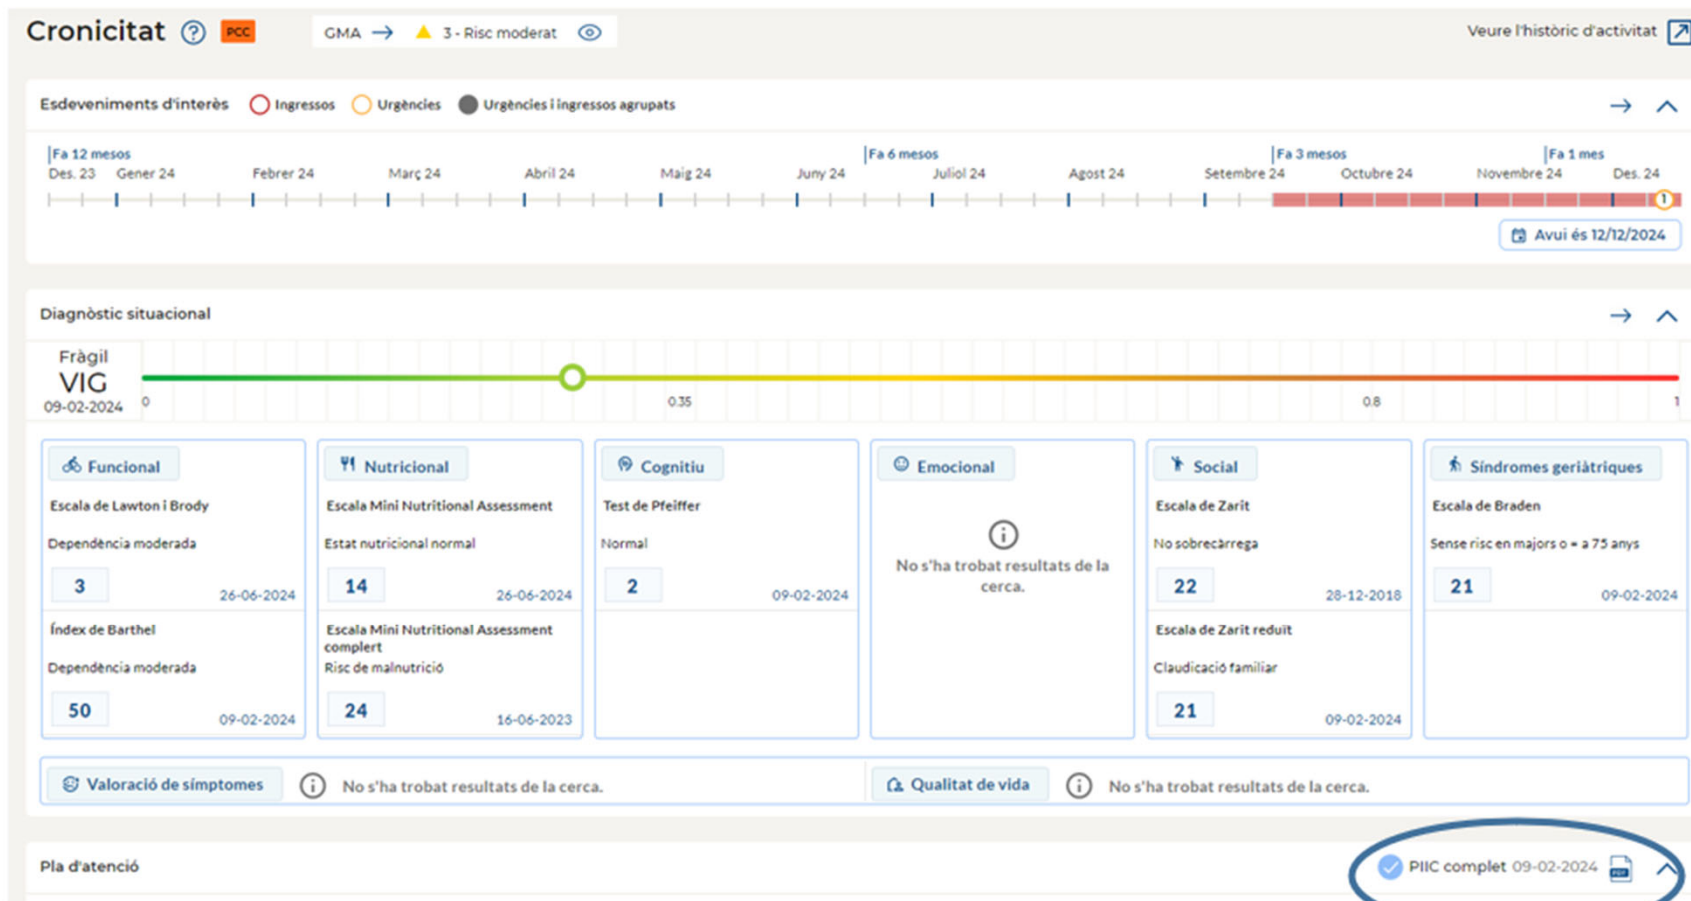 Cronicitat ? PCC GMA → 3 - Risc moderat Veure l'històric d'activitat
Esdeveniments d'interès Ingressos Urgències Urgències i ingressos agrupats
Fa 12 mesos Fa 6 mesos Fa 3 mesos Fa 1 mes
Des. 23 Gener 24 Febrer 24 Març 24 Abril 24 Maig 24 Juny 24 Juliol 24 Agost 24 Setembre 24 Octubre 24 Novembre 24 Des. 24
1
Avui és 12/12/2024
Diagnòstic situacional
Fràgil
VIG
09-02-2024
0 0.35 0.8 1
Funcional
Escala de Lawton i Brody
Dependència moderada
3 26-06-2024
Índex de Barthel
Dependència moderada
50 09-02-2024
Nutricional
Escala Mini Nutritional Assessment
Estat nutricional normal
14 26-06-2024
Escala Mini Nutritional Assessment
complert
Risc de malnutrició
24 16-06-2023
Cognitiu
Test de Pfeiffer
Normal
2 09-02-2024
Emocional
No s'ha trobat resultats de la
cerca.
Social
Escala de Zarit
No sobrecàrrega
22 28-12-2018
Escala de Zarit reduït
Claudicació familiar
21 09-02-2024
Síndromes geriàtriques
Escala de Braden
Sense risc en majors o = a 75 anys
21 09-02-2024
Valoració de símptomes No s'ha trobat resultats de la cerca.
Qualitat de vida No s'ha trobat resultats de la cerca.
Pla d'atenció PIIC complet 09-02-2024 PDF